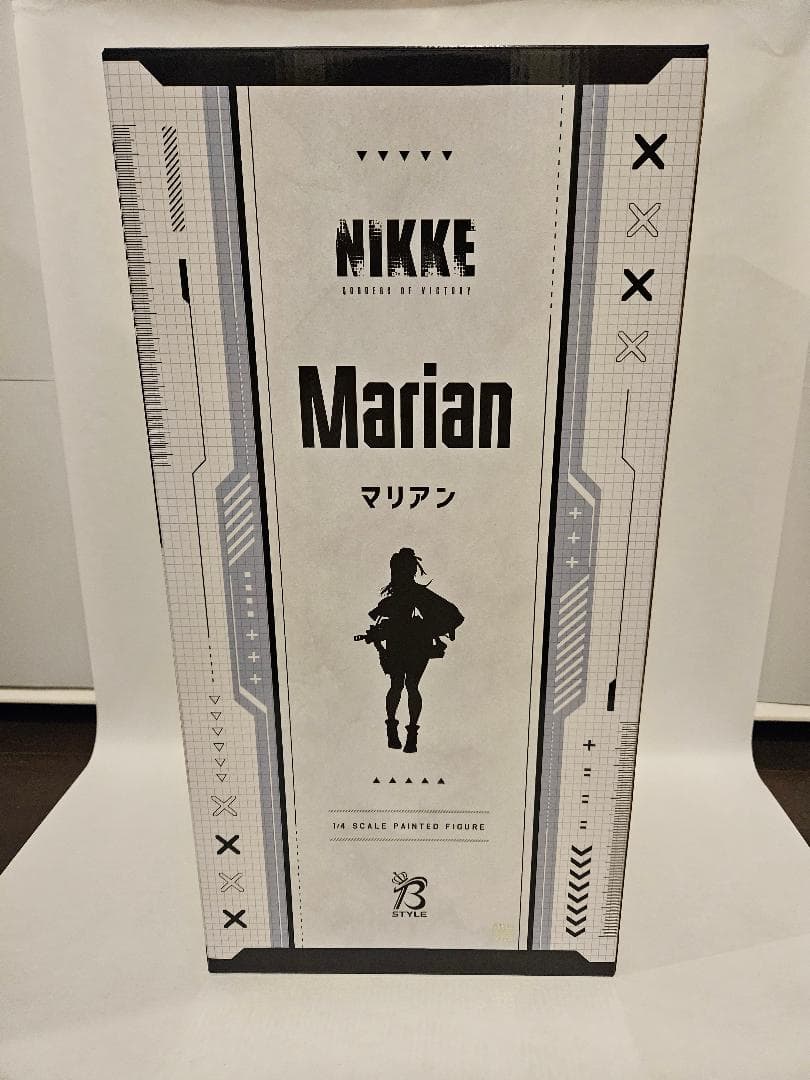 NIKKE
GODDESS OF VICTORY
Marian
マリアン
1/4 SCALE PAINTED FIGURE
B
STYLE